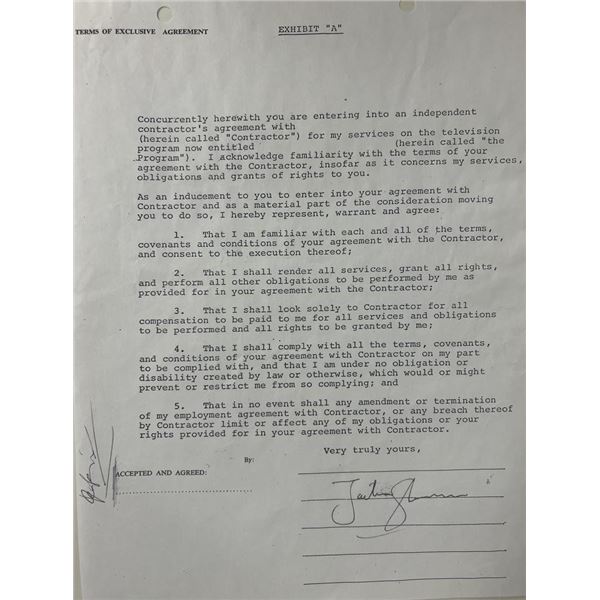 TERMS OF EXCLUSIVE AGREEMENT
EXHIBIT "A"
Concurrently herewith you are entering into an independent
contractor's agreement with
(herein called "Contractor") for my services on the television
program now entitled (herein called "the
Program"). I acknowledge familiarity with the terms of your
agreement with the Contractor, insofar as it concerns my services,
obligations and grants of rights to you.
As an inducement to you to enter into your agreement with
Contractor and as a material part of the consideration moving
you to do so, I hereby represent, warrant and agree:
1. That I am familiar with each and all of the terms,
covenants and conditions of your agreement with the Contractor,
and consent to the execution thereof;
2. That I shall render all services, grant all rights,
and perform all other obligations to be performed by me as
provided for in your agreement with the Contractor;
3. That I shall look solely to Contractor for all
compensation to be paid to me for all services and obligations
to be performed and all rights to be granted by me;
4. That I shall comply with all the terms, covenants,
and conditions of your agreement with Contractor on my part
to be complied with, and that I am under no obligation or
disability created by law or otherwise, which would or might
prevent or restrict me from so complying; and
5. That in no event shall any amendment or termination
of my employment agreement with Contractor, or any breach thereof
by Contractor limit or affect any of my obligations or your
rights provided for in your agreement with Contractor.
Very truly yours,
By:
ACCEPTED AND AGREED: